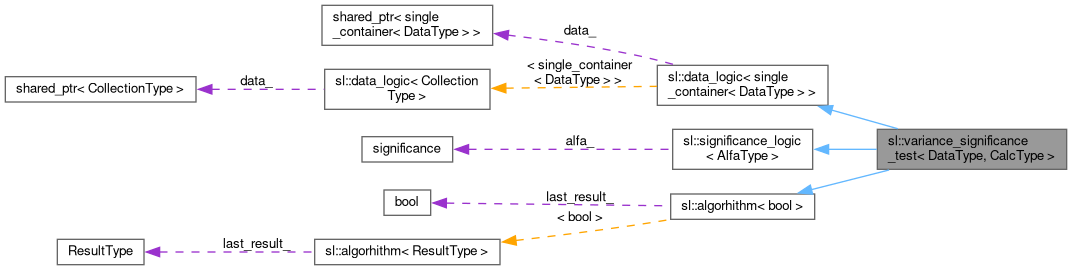 shared_ptr< single
_container< DataType > >
data_
< single_container
< DataType > >
sl::data_logic< single
_container< DataType > >
shared_ptr< CollectionType >
data_
sl::data_logic< Collection
Type >
significance
alfa_
sl::significance_logic
< AlfaType >
sl::variance_significance
_test< DataType, CalcType >
bool
last_result_
sl::algorhithm< bool >
< bool >
ResultType
last_result_
sl::algorhithm< ResultType >